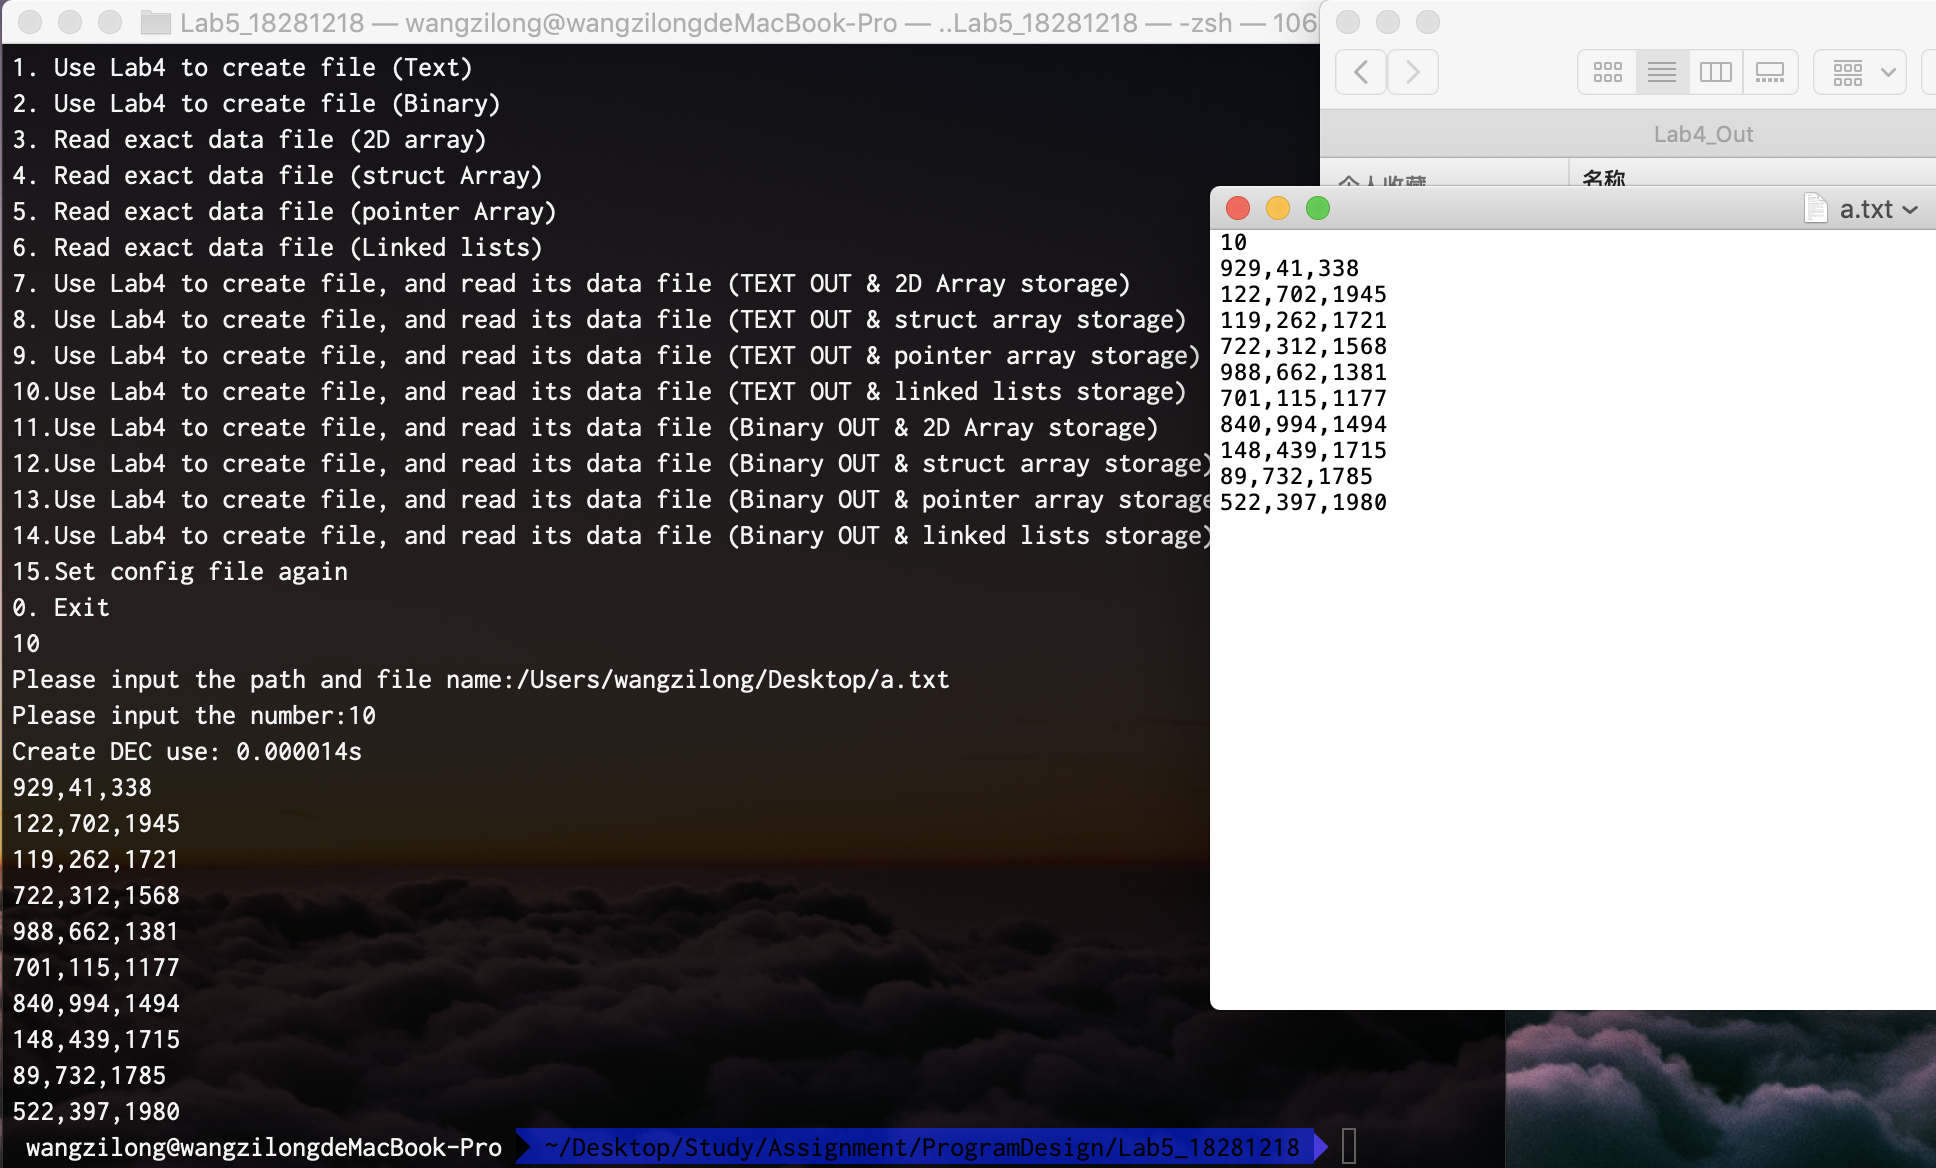 Lab5_18281218 — wangzilong@wangzilongdeMacBook-Pro — ..Lab5_18281218 — -zsh — 106
1. Use Lab4 to create file (Text)
2. Use Lab4 to create file (Binary)
3. Read exact data file (2D array)
4. Read exact data file (struct Array)
5. Read exact data file (pointer Array)
6. Read exact data file (Linked lists)
7. Use Lab4 to create file, and read its data file (TEXT OUT & 2D Array storage)
8. Use Lab4 to create file, and read its data file (TEXT OUT & struct array storage)
9. Use Lab4 to create file, and read its data file (TEXT OUT & pointer array storage)
10.Use Lab4 to create file, and read its data file (TEXT OUT & linked lists storage)
11.Use Lab4 to create file, and read its data file (Binary OUT & 2D Array storage)
12.Use Lab4 to create file, and read its data file (Binary OUT & struct array storage)
13.Use Lab4 to create file, and read its data file (Binary OUT & pointer array storage
14.Use Lab4 to create file, and read its data file (Binary OUT & linked lists storage)
15.Set config file again
0. Exit
10
Please input the path and file name:/Users/wangzilong/Desktop/a.txt
Please input the number:10
Create DEC use: 0.000014s
929,41,338
122,702,1945
119,262,1721
722,312,1568
988,662,1381
701,115,1177
840,994,1494
148,439,1715
89,732,1785
522,397,1980
wangzilong@wangzilongdeMacBook-Pro ~/Desktop/Study/Assignment/ProgramDesign/Lab5_18281218
Lab4_Out
个人收藏
名称
a.txt
10
929,41,338
122,702,1945
119,262,1721
722,312,1568
988,662,1381
701,115,1177
840,994,1494
148,439,1715
89,732,1785
522,397,1980